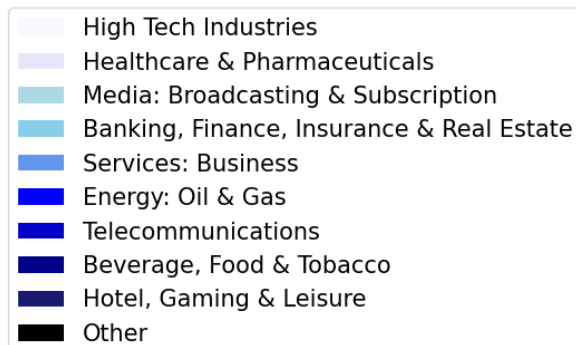 High Tech Industries
Healthcare & Pharmaceuticals
Media: Broadcasting & Subscription
Banking, Finance, Insurance & Real Estate
Services: Business
Energy: Oil & Gas
Telecommunications
Beverage, Food & Tobacco
Hotel, Gaming & Leisure
Other